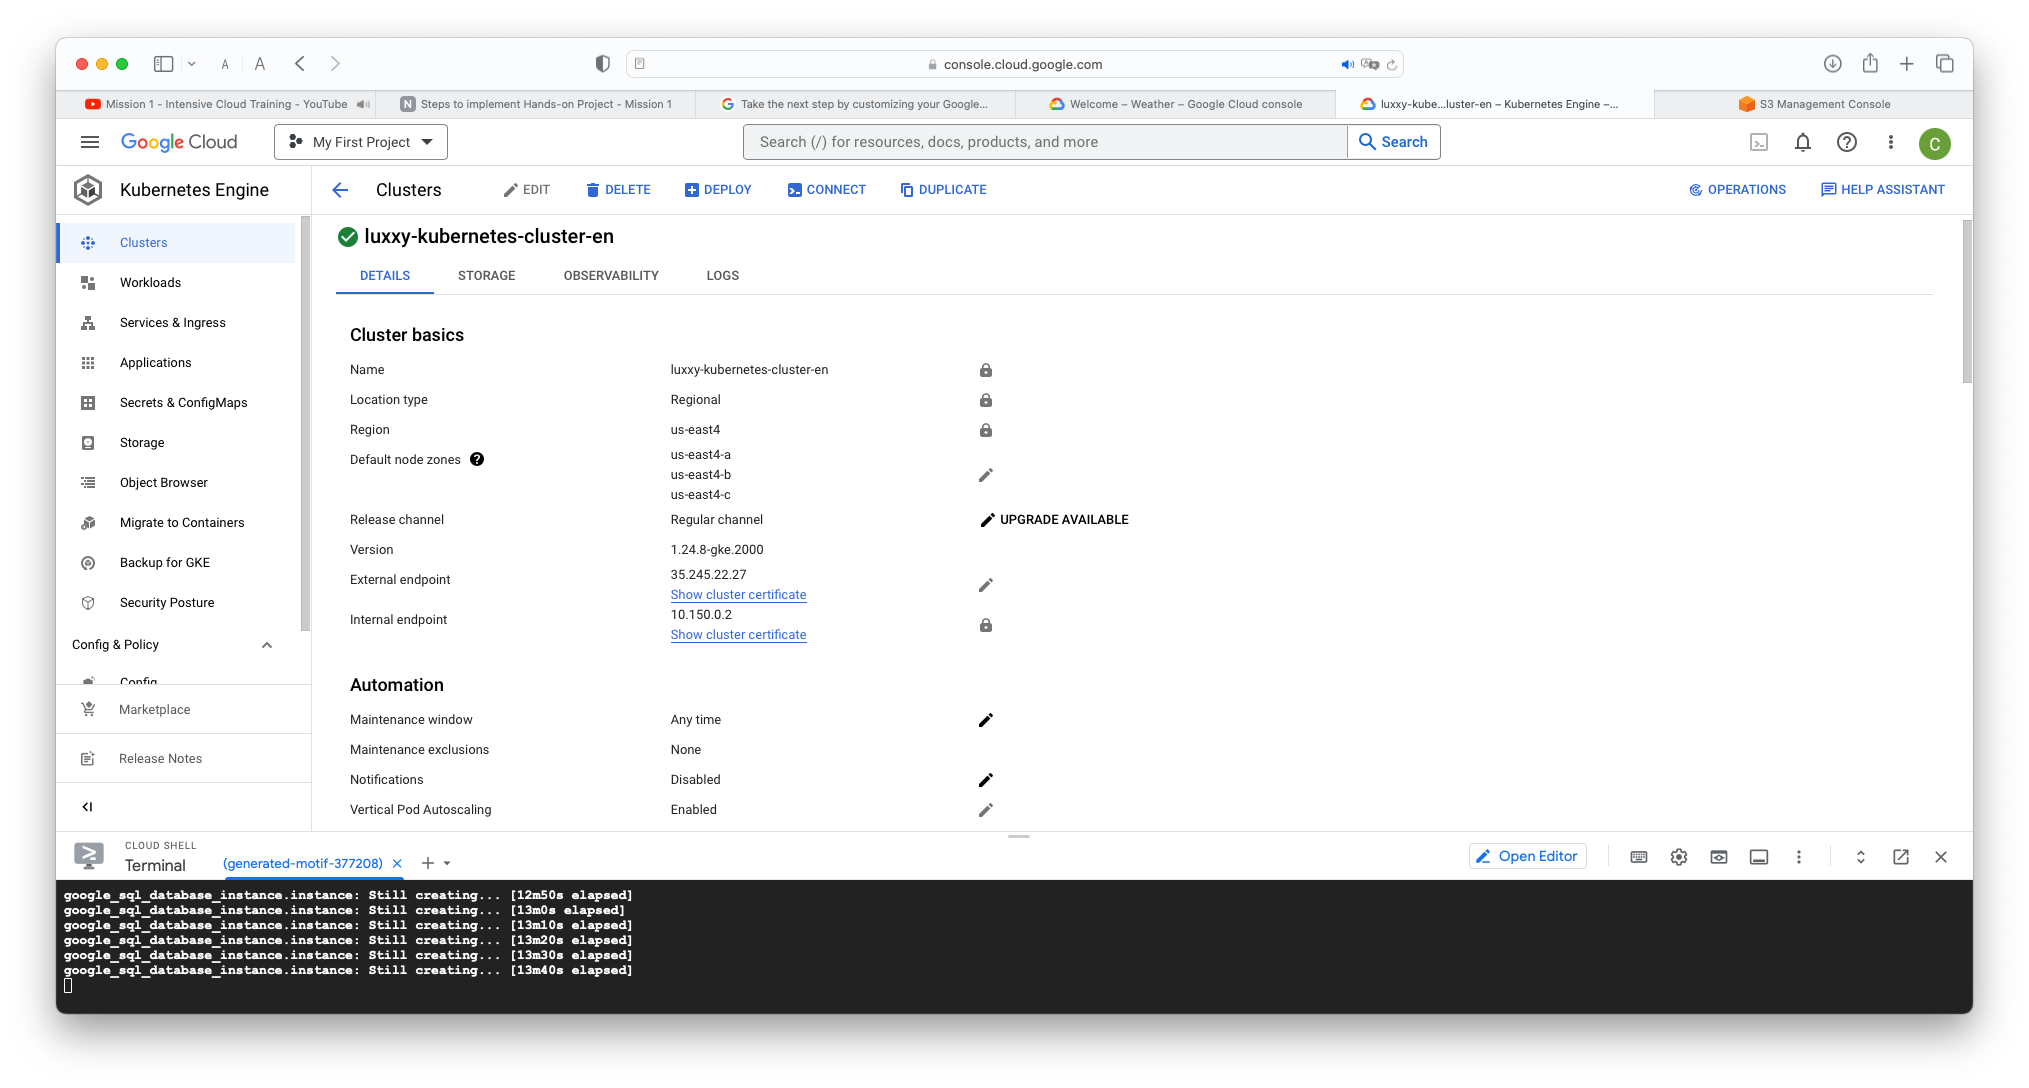 A A
console.cloud.google.com
Mission 1 - Intensive Cloud Training - YouTube
N Steps to implement Hands-on Project - Mission 1
G Take the next step by customizing your Google...
Welcome – Weather – Google Cloud console
luxxy-kube...luster-en – Kubernetes Engine –...
S3 Management Console
Google Cloud
My First Project
Search (/) for resources, docs, products, and more
Search
C
Kubernetes Engine
Clusters
EDIT
DELETE
DEPLOY
CONNECT
DUPLICATE
OPERATIONS
HELP ASSISTANT
Clusters
Workloads
Services & Ingress
Applications
Secrets & ConfigMaps
Storage
Object Browser
Migrate to Containers
Backup for GKE
Security Posture
Config & Policy
Config
Marketplace
Release Notes
luxxy-kubernetes-cluster-en
DETAILS
STORAGE
OBSERVABILITY
LOGS
Cluster basics
Name luxxy-kubernetes-cluster-en
Location type Regional
Region us-east4
Default node zones us-east4-a
us-east4-b
us-east4-c
Release channel Regular channel UPGRADE AVAILABLE
Version 1.24.8-gke.2000
External endpoint 35.245.22.27
Show cluster certificate
Internal endpoint 10.150.0.2
Show cluster certificate
Automation
Maintenance window Any time
Maintenance exclusions None
Notifications Disabled
Vertical Pod Autoscaling Enabled
CLOUD SHELL
Terminal
(generated-motif-377208)
Open Editor
google_sql_database_instance.instance: Still creating... [12m50s elapsed]
google_sql_database_instance.instance: Still creating... [13m0s elapsed]
google_sql_database_instance.instance: Still creating... [13m10s elapsed]
google_sql_database_instance.instance: Still creating... [13m20s elapsed]
google_sql_database_instance.instance: Still creating... [13m30s elapsed]
google_sql_database_instance.instance: Still creating... [13m40s elapsed]